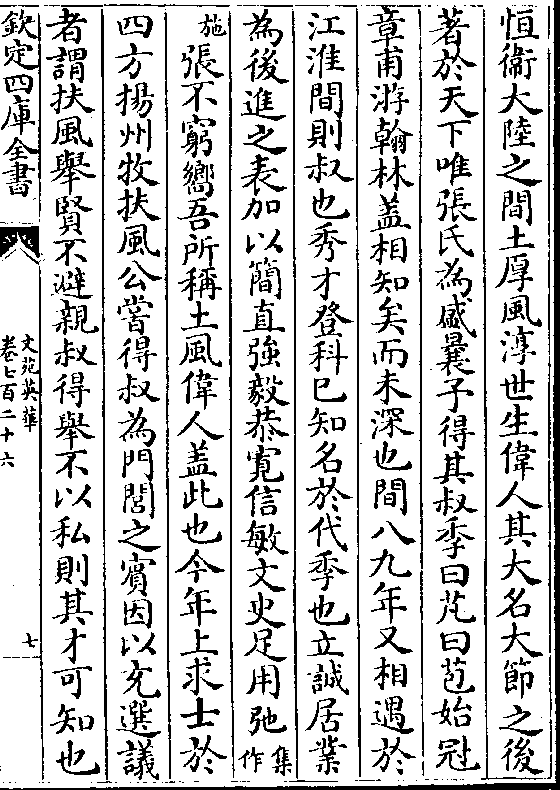 恒衛大陸之間土厚風淳世生偉人其大名大節之後
著於天下唯張氏為盛曩予得其叔季曰芃曰苞始冠
章甫游翰林蓋相知矣而未深也間八九年又相遇於
江淮間則叔也秀才登科已知名於代季也立誠居業
為後進之表加以簡直強毅恭寛信敏文史足用弛集作
施張不窮嚮吾所稱土風偉人蓋此也今年上求士於
四方揚州牧扶風公嘗得叔為門閭之賓因以充選議
者謂扶風舉賢不避親叔得舉不以私則其才可知也
欽定四庫全書
文苑英華
卷七百二十六
七